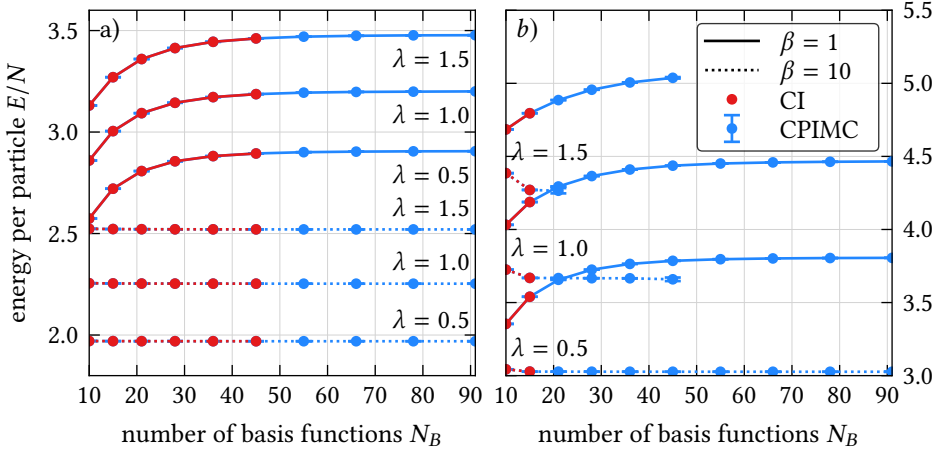 a)
3.5
3.0
2.5
2.0
energy per particle E/N
λ = 1.5
λ = 1.0
λ = 0.5
λ = 1.5
λ = 1.0
λ = 0.5
10 20 30 40 50 60 70 80 90
number of basis functions N_B
b)
β = 1
β = 10
CI
CPIMC
λ = 1.5
λ = 1.0
λ = 0.5
5.5
5.0
4.5
4.0
3.5
3.0
10 20 30 40 50 60 70 80 90
number of basis functions N_B